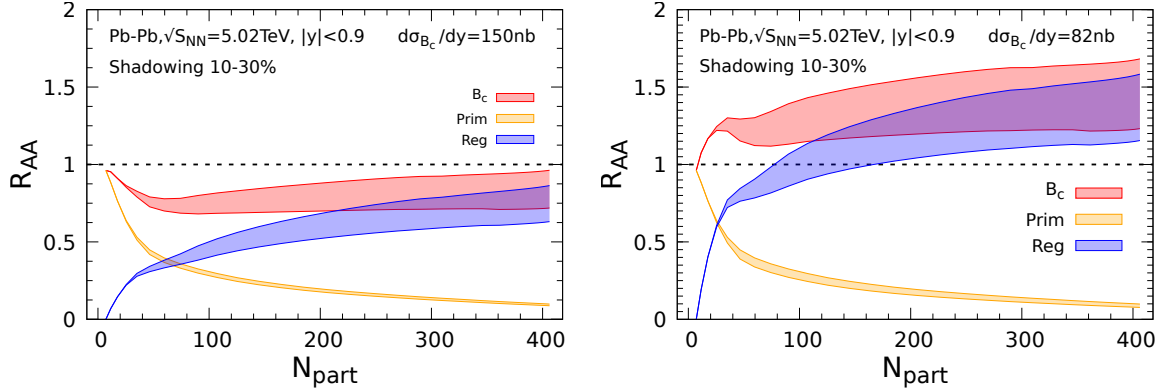 Pb-Pb,√S_NN=5.02TeV, |y|<0.9 dσ_Bc/dy=150nb
Shadowing 10-30%
B_c
Prim
Reg
R_AA
2
1.5
1
0.5
0
0 100 200 300 400
N_part
Pb-Pb,√S_NN=5.02TeV, |y|<0.9 dσ_Bc/dy=82nb
Shadowing 10-30%
B_c
Prim
Reg
R_AA
2
1.5
1
0.5
0
0 100 200 300 400
N_part